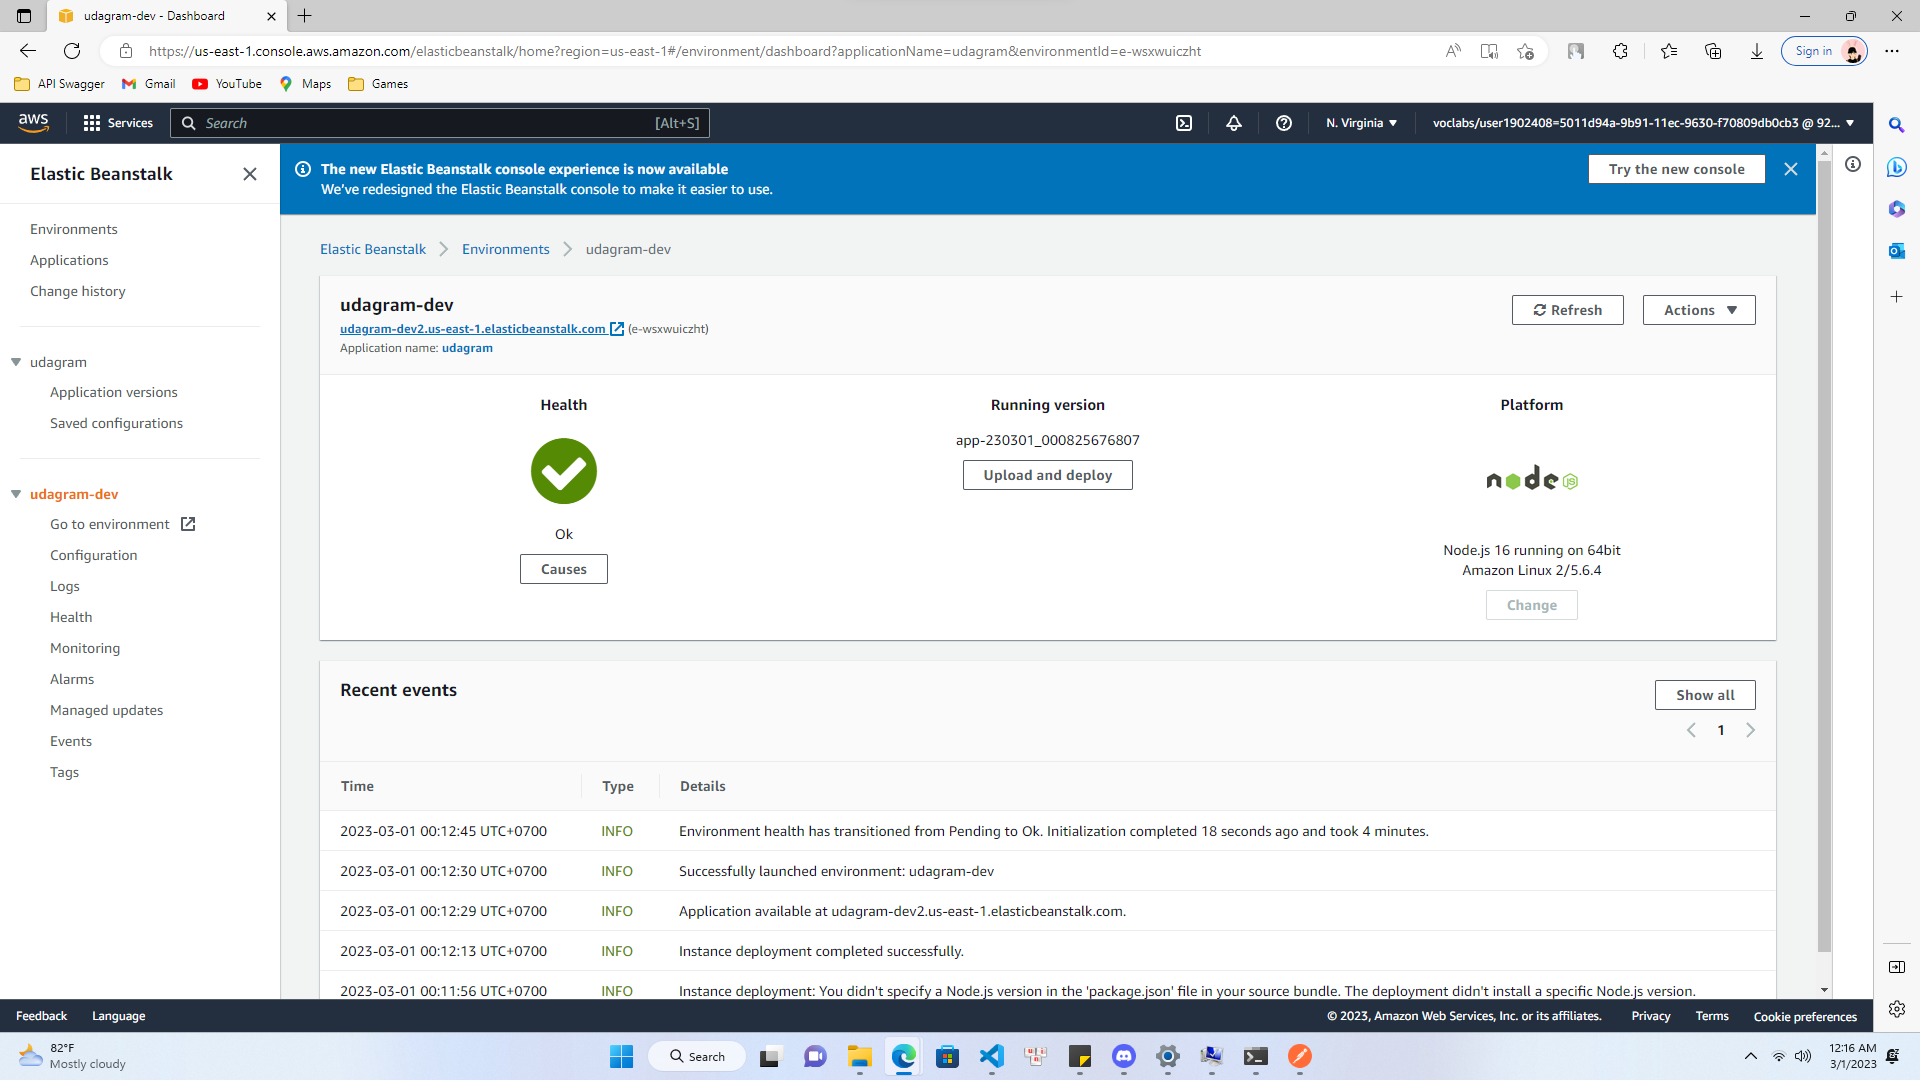 udagram-dev - Dashboard
https://us-east-1.console.aws.amazon.com/elasticbeanstalk/home?region=us-east-1#/environment/dashboard?applicationName=udagram&environmentId=e-wsxwuiczht
Sign in
API Swagger
Gmail
YouTube
Maps
Games
aws
Services
Search
[Alt+S]
N. Virginia
voclabs/user1902408=5011d94a-9b91-11ec-9630-f70809db0cb3 @ 92...
Elastic Beanstalk
The new Elastic Beanstalk console experience is now available
We've redesigned the Elastic Beanstalk console to make it easier to use.
Try the new console
Environments
Applications
Change history
udagram
Application versions
Saved configurations
udagram-dev
Go to environment
Configuration
Logs
Health
Monitoring
Alarms
Managed updates
Events
Tags
Elastic Beanstalk
Environments
udagram-dev
udagram-dev
udagram-dev2.us-east-1.elasticbeanstalk.com (e-wsxwuiczht)
Application name: udagram
Refresh
Actions
Health
Ok
Causes
Running version
app-230301_000825676807
Upload and deploy
Platform
node JS
Node.js 16 running on 64bit
Amazon Linux 2/5.6.4
Change
Recent events
Show all
1
Time Type Details
2023-03-01 00:12:45 UTC+0700 INFO Environment health has transitioned from Pending to Ok. Initialization completed 18 seconds ago and took 4 minutes.
2023-03-01 00:12:30 UTC+0700 INFO Successfully launched environment: udagram-dev
2023-03-01 00:12:29 UTC+0700 INFO Application available at udagram-dev2.us-east-1.elasticbeanstalk.com.
2023-03-01 00:12:13 UTC+0700 INFO Instance deployment completed successfully.
2023-03-01 00:11:56 UTC+0700 INFO Instance deployment: You didn't specify a Node.js version in the 'package.json' file in your source bundle. The deployment didn't install a specific Node.js version.
Feedback
Language
© 2023, Amazon Web Services, Inc. or its affiliates.
Privacy
Terms
Cookie preferences
82°F
Mostly cloudy
Search
12:16 AM
3/1/2023